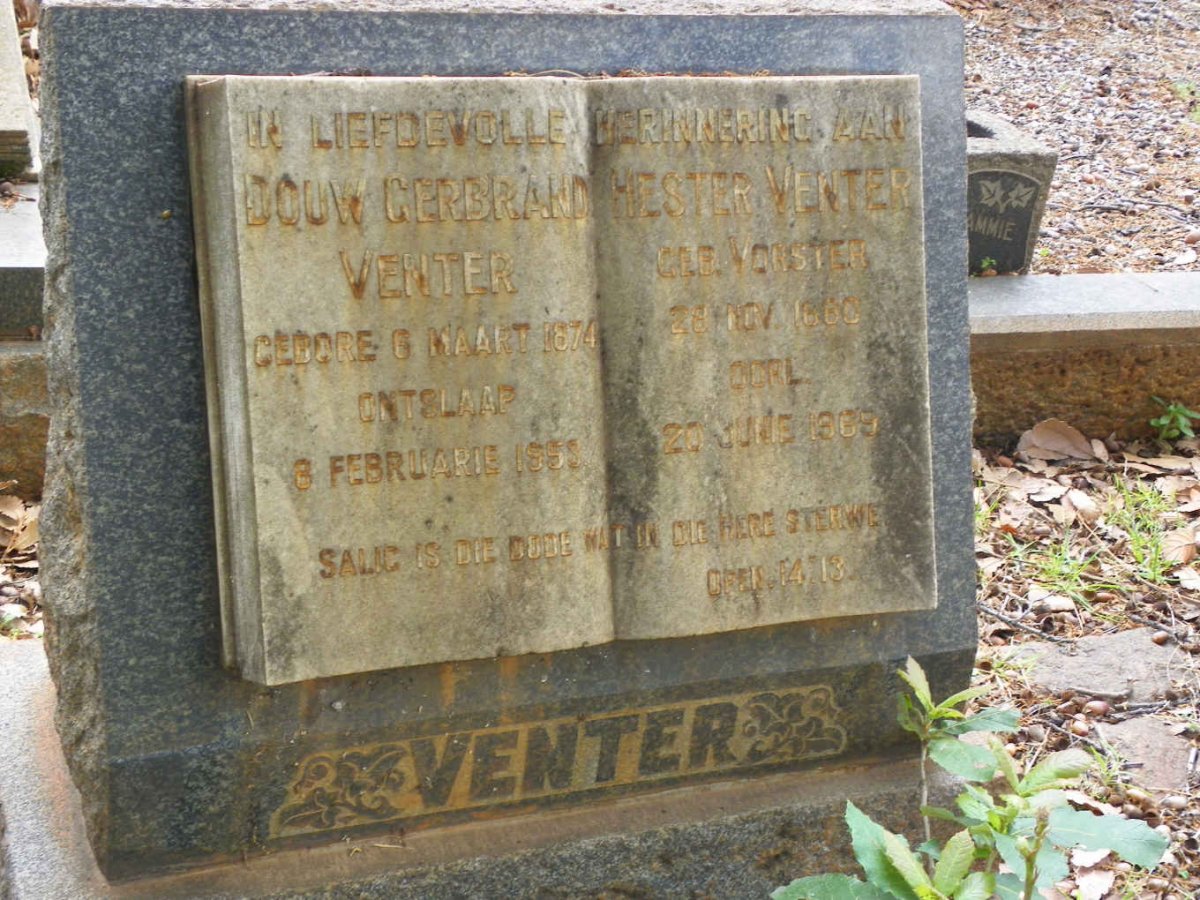 IN LIEFDEVOLLE HERINNERING AAN
DOUW GERBRAND
VENTER
GEBORE 6 MAART 1874
ONTSLAAP
8 FEBRUARIE 1953.
HESTER VENTER
GEB. VORSTER
28 NOV. 1880
OORL.
20 JUNE 1965
SALIG IS DIE DODE WAT IN DIE HERE STERWE
OPEN. 14:13.
VENTER
AMMIE